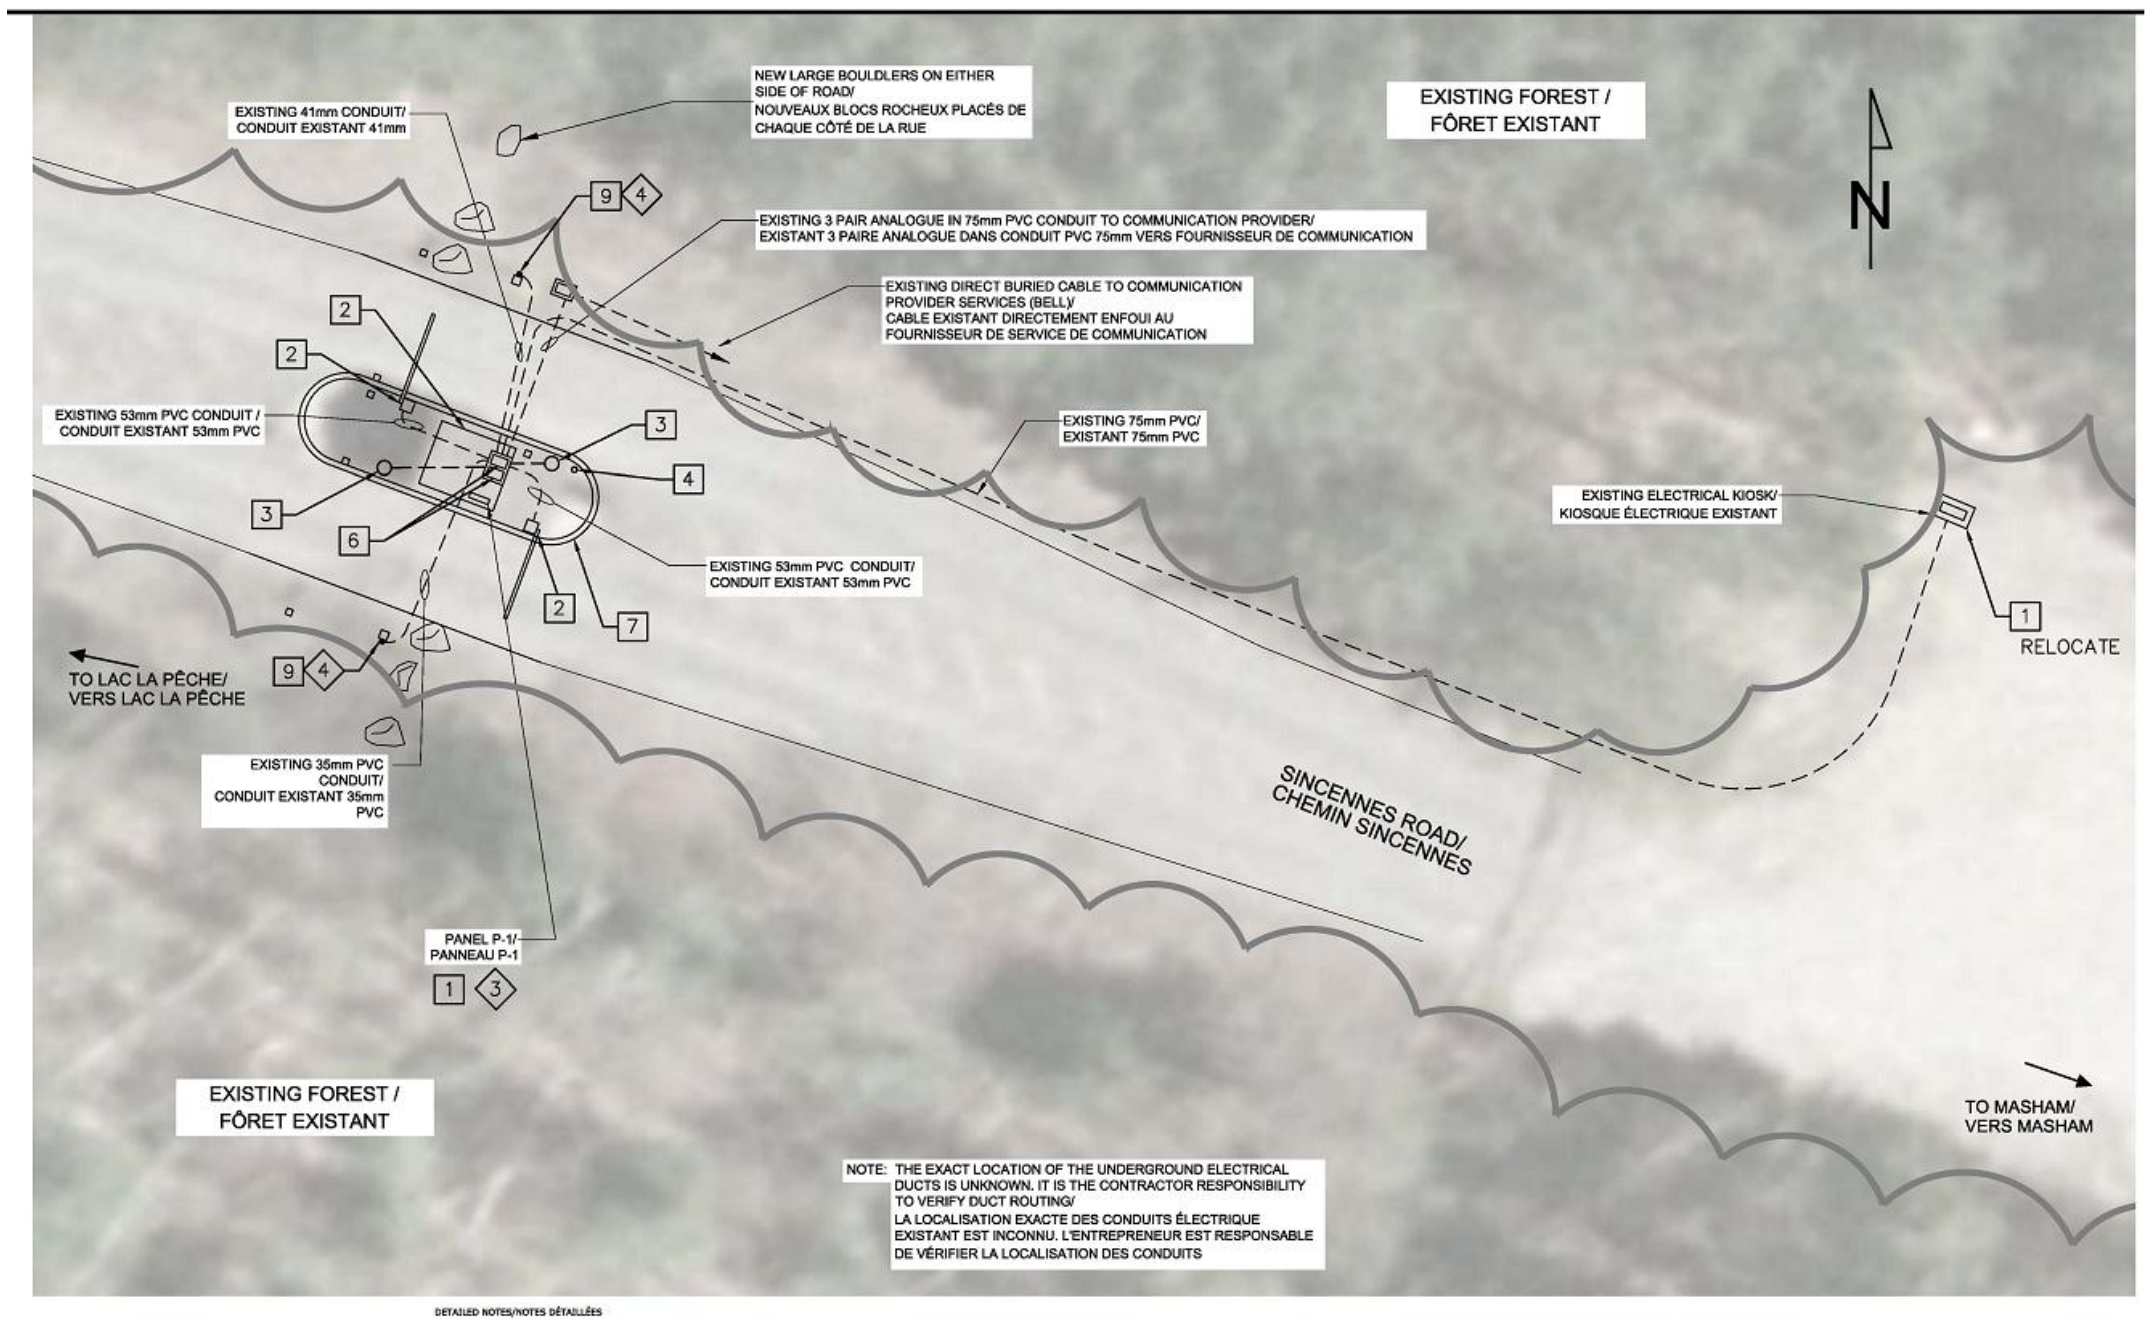 NEW LARGE BOULDLERS ON EITHER
SIDE OF ROAD/
NOUVEAUX BLOCS ROCHEUX PLACÉS DE
CHAQUE CÔTÉ DE LA RUE
EXISTING 41mm CONDUIT/
CONDUIT EXISTANT 41mm
EXISTING FOREST /
FÔRET EXISTANT
N
9 4
EXISTING 3 PAIR ANALOGUE IN 75mm PVC CONDUIT TO COMMUNICATION PROVIDER/
EXISTANT 3 PAIRE ANALOGUE DANS CONDUIT PVC 75mm VERS FOURNISSEUR DE COMMUNICATION
EXISTING DIRECT BURIED CABLE TO COMMUNICATION
PROVIDER SERVICES (BELL)/
CABLE EXISTANT DIRECTEMENT ENFOUI AU
FOURNISSEUR DE SERVICE DE COMMUNICATION
2
2
EXISTING 53mm PVC CONDUIT /
CONDUIT EXISTANT 53mm PVC
3
EXISTING 75mm PVC/
EXISTANT 75mm PVC
4
3
6
EXISTING ELECTRICAL KIOSK/
KIOSQUE ÉLECTRIQUE EXISTANT
EXISTING 53mm PVC CONDUIT/
CONDUIT EXISTANT 53mm PVC
2
7
1
RELOCATE
9 4
TO LAC LA PÊCHE/
VERS LAC LA PÊCHE
EXISTING 35mm PVC
CONDUIT/
CONDUIT EXISTANT 35mm
PVC
SINCENNES ROAD/
CHEMIN SINCENNES
PANEL P-1/
PANNEAU P-1
1 3
EXISTING FOREST /
FÔRET EXISTANT
TO MASHAM/
VERS MASHAM
NOTE: THE EXACT LOCATION OF THE UNDERGROUND ELECTRICAL
DUCTS IS UNKNOWN. IT IS THE CONTRACTOR RESPONSIBILITY
TO VERIFY DUCT ROUTING/
LA LOCALISATION EXACTE DES CONDUITS ÉLECTRIQUE
EXISTANT EST INCONNU. L'ENTREPRENEUR EST RESPONSABLE
DE VÉRIFIER LA LOCALISATION DES CONDUITS
DETAILED NOTES/NOTES DÉTAILLÉES